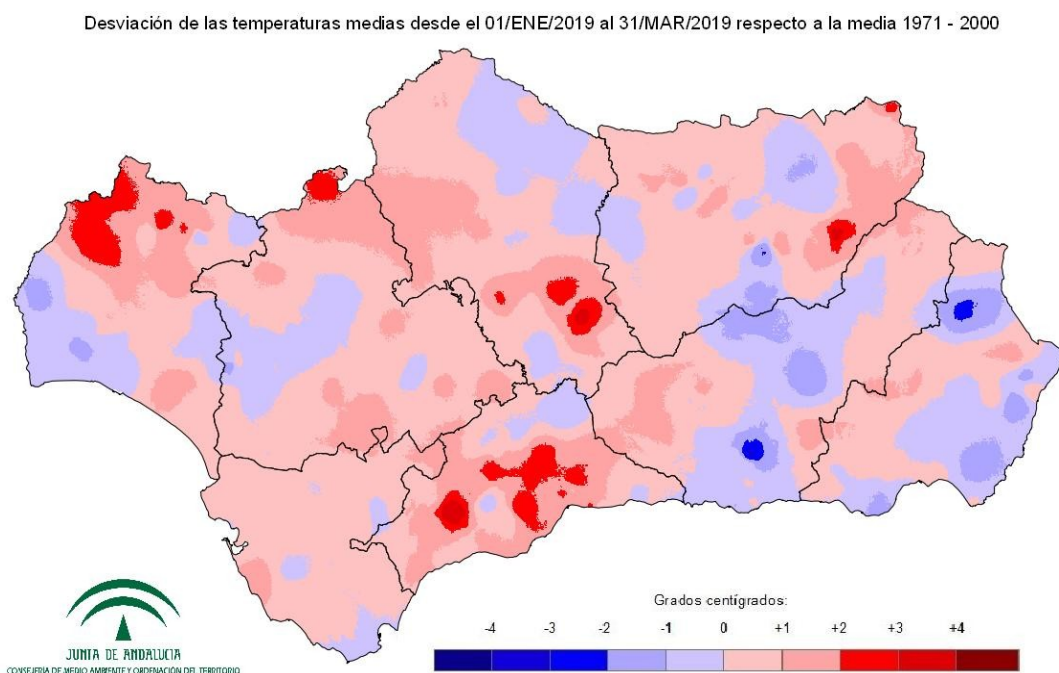 Desviación de las temperaturas medias desde el 01/ENE/2019 al 31/MAR/2019 respecto a la media 1971 - 2000
Grados centígrados:
-4 -3 -2 -1 0 +1 +2 +3 +4
JUNTA DE ANDALUCIA
CONSEJERÍA DE MEDIO AMBIENTE Y ORDENACIÓN DEL TERRITORIO